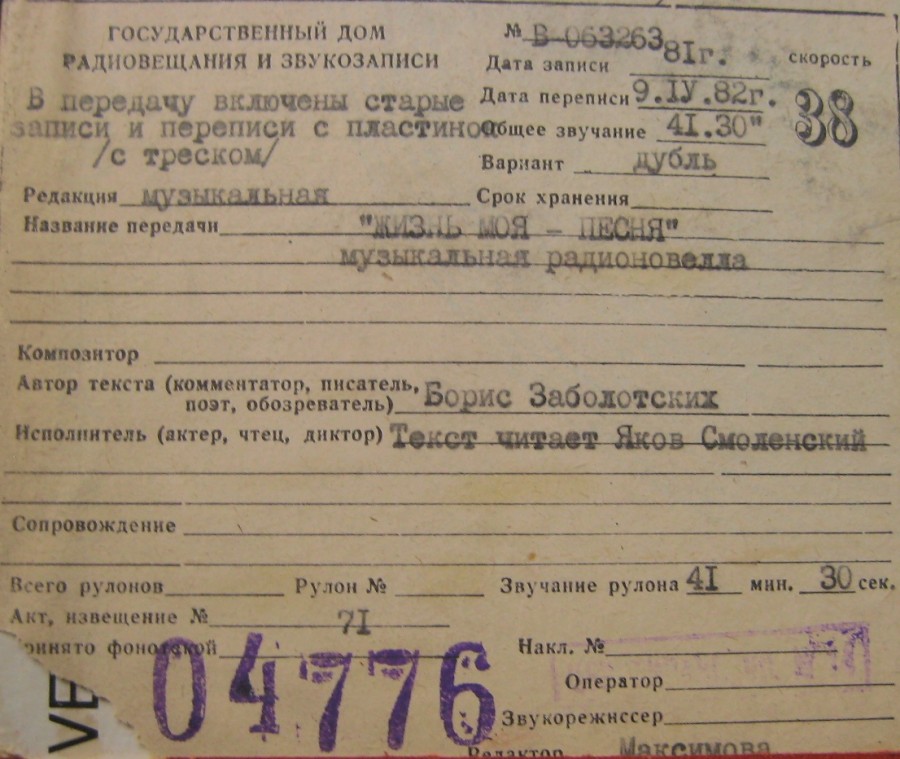 ГОСУДАРСТВЕННЫЙ ДОМ
РАДИОВЕЩАНИЯ И ЗВУКОЗАПИСИ
№ В-063263
Дата записи 81г. скорость
В передачу включены старые
Дата переписи 9.IУ.82г. 38
записи и переписи с пластинок
Общее звучание 4I.30"
/с треском/
Вариант дубль
Редакция музыкальная Срок хранения
Название передачи "ЖИЗНЬ МОЯ - ПЕСНЯ"
музыкальная радионовелла
Композитор
Автор текста (комментатор, писатель,
поэт, обозреватель) Борис Заболотских
Исполнитель (актер, чтец, диктор) Текст читает Яков Смоленский
Сопровождение
Всего рулонов Рулон № Звучание рулона 4I мин. 30 сек.
Акт, извещение № 7I
фонотекой Накл. №
04776
Оператор
VE
Звукорежиссер
Редактор Максимова